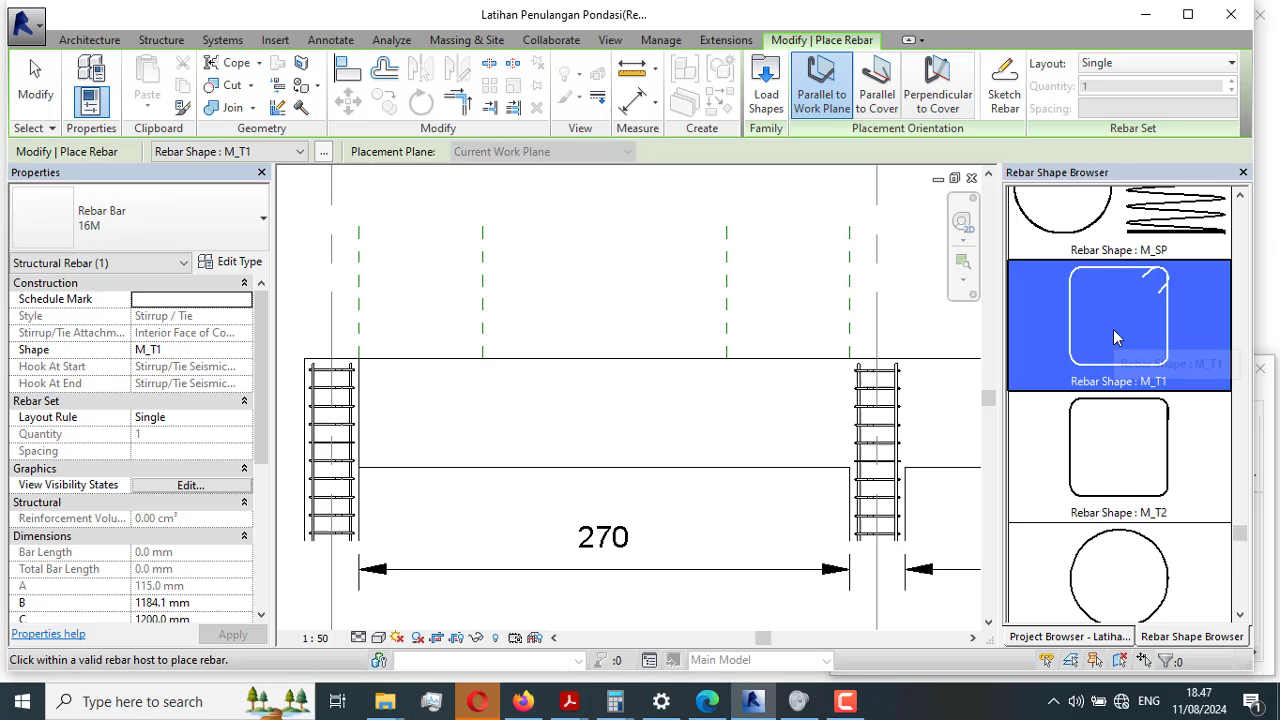 Latihan Penulangan Pondasi(Re...
Architecture Structure Systems Insert Annotate Analyze Massing & Site Collaborate View Manage Extensions Modify | Place Rebar
Modify Paste Cope Cut Join Load Shapes Parallel to Work Plane Parallel to Cover Perpendicular to Cover Sketch Rebar
Layout: Single
Quantity: 1
Spacing:
Select Properties Clipboard Geometry Modify View Measure Create Family Placement Orientation Rebar Set
Modify | Place Rebar Rebar Shape : M_T1 ... Placement Plane: Current Work Plane
Properties
Rebar Bar
16M
Structural Rebar (1) Edit Type
Construction
Schedule Mark
Style Stirrup / Tie
Stirrup/Tie Attachm... Interior Face of Co...
Shape M_T1
Hook At Start Stirrup/Tie Seismic...
Hook At End Stirrup/Tie Seismic...
Rebar Set
Layout Rule Single
Quantity 1
Spacing
Graphics
View Visibility States Edit...
Structural
Reinforcement Volu... 0.00 cm³
Dimensions
Bar Length 0.0 mm
Total Bar Length 0.0 mm
A 115.0 mm
B 1184.1 mm
C 1200.0 mm
Properties help Apply
270
1 : 50
Rebar Shape Browser
Rebar Shape : M_SP
Rebar Shape : M_T1
Rebar Shape : M_T1
Rebar Shape : M_T2
Project Browser - Latiha... Rebar Shape Browser
Click within a valid rebar host to place rebar. :0 Main Model :0
Type here to search
ENG
18.47
11/08/2024
1